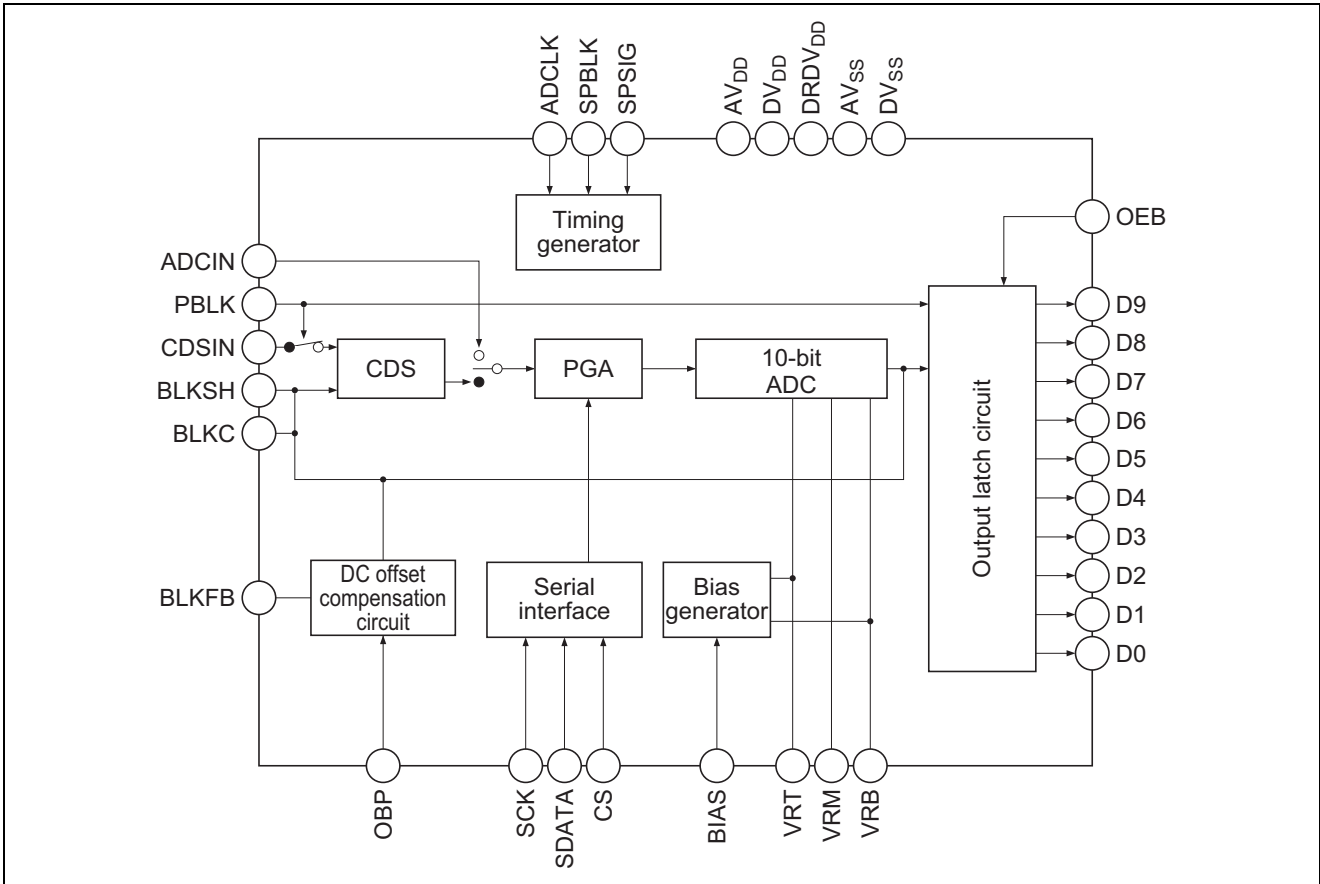 ADCLK
SPBLK
SPSIG
AVDD
DVDD
DRDVDD
AVSS
DVSS
Timing
generator
OEB
ADCIN
PBLK
CDSIN
BLKSH
BLKC
CDS
PGA
10-bit
ADC
Output latch circuit
D9
D8
D7
D6
D5
D4
D3
D2
D1
D0
BLKFB
DC offset
compensation
circuit
Serial
interface
Bias
generator
OBP
SCK
SDATA
CS
BIAS
VRT
VRM
VRB